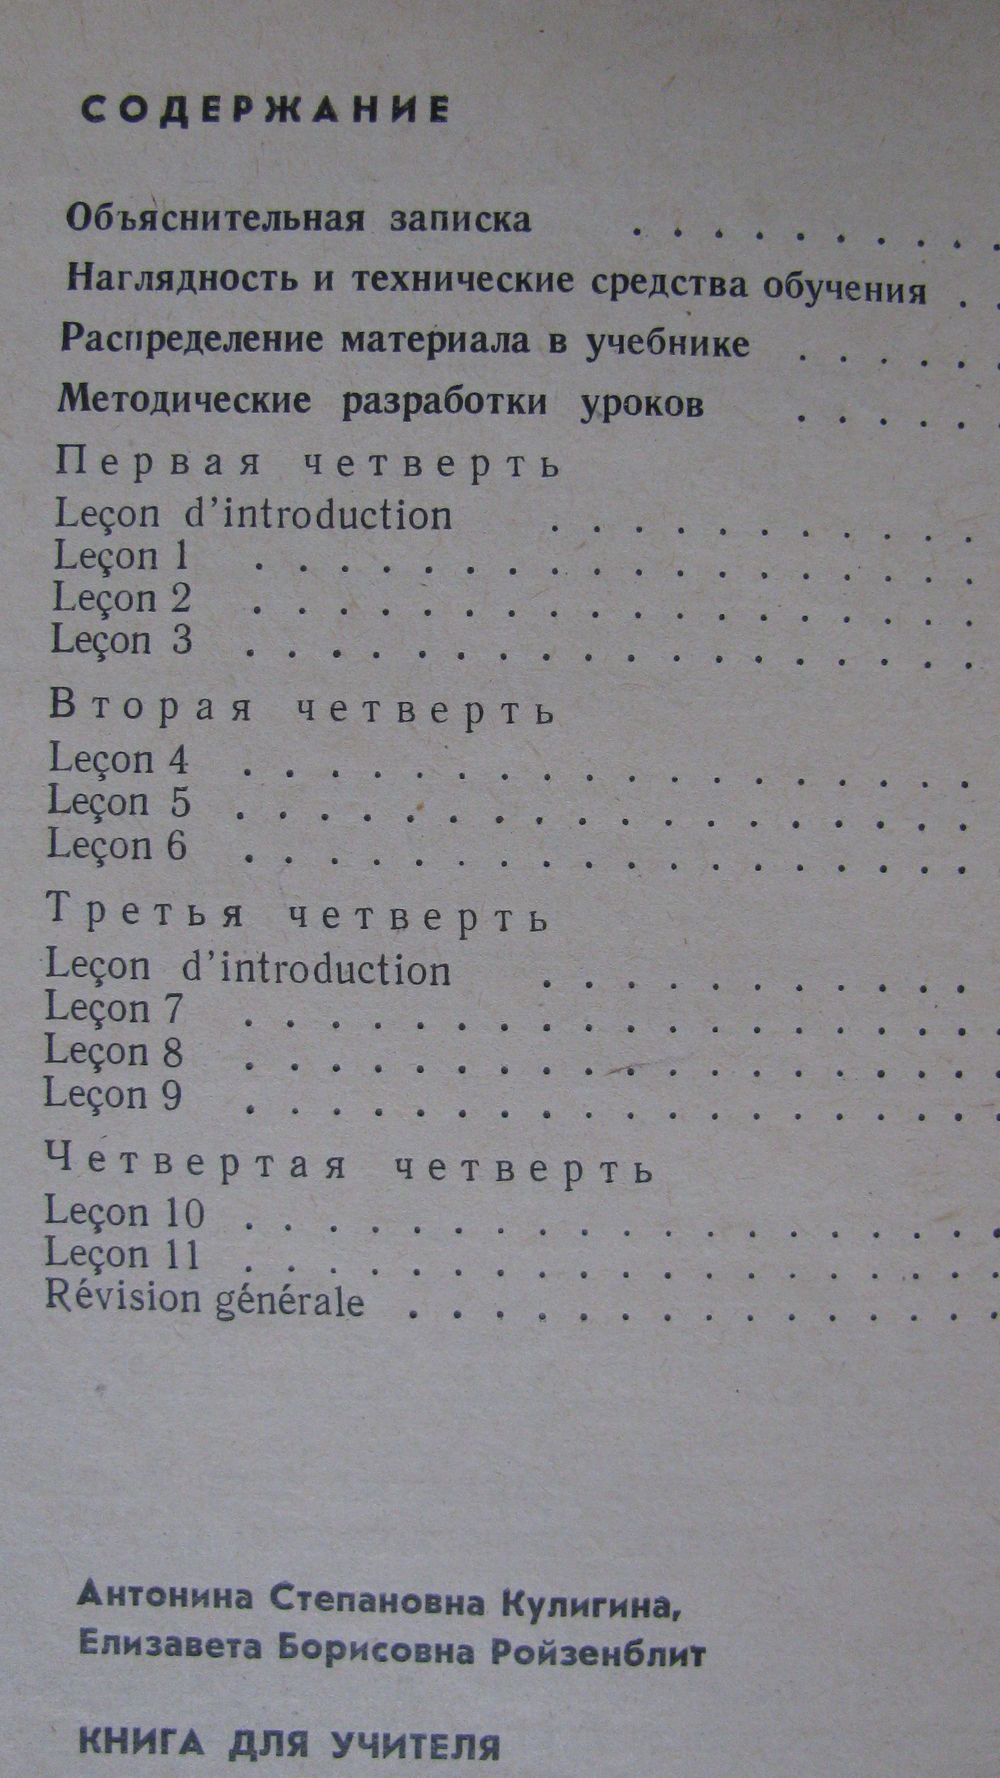 СОДЕРЖАНИЕ
Объяснительная записка . . . . . . . . . .
Наглядность и технические средства обучения . .
Распределение материала в учебнике . . . . . .
Методические разработки уроков . . . . . .
Первая четверть
Leçon d'introduction . . . . . . . . . . .
Leçon 1 . . . . . . . . . . . . . . . . . .
Leçon 2 . . . . . . . . . . . . . . . . . .
Leçon 3 . . . . . . . . . . . . . . . . . .
Вторая четверть
Leçon 4 . . . . . . . . . . . . . . . . . .
Leçon 5 . . . . . . . . . . . . . . . . . .
Leçon 6 . . . . . . . . . . . . . . . . . .
Третья четверть
Leçon d'introduction . . . . . . . . . . .
Leçon 7 . . . . . . . . . . . . . . . . . . .
Leçon 8 . . . . . . . . . . . . . . . . . . .
Leçon 9 . . . . . . . . . . . . . . . . . . .
Четвертая четверть
Leçon 10 . . . . . . . . . . . . . . . . . . .
Leçon 11 . . . . . . . . . . . . . . . . . . .
Révision générale . . . . . . . . . . . . . . .
Антонина Степановна Кулигина,
Елизавета Борисовна Ройзенблит
КНИГА ДЛЯ УЧИТЕЛЯ